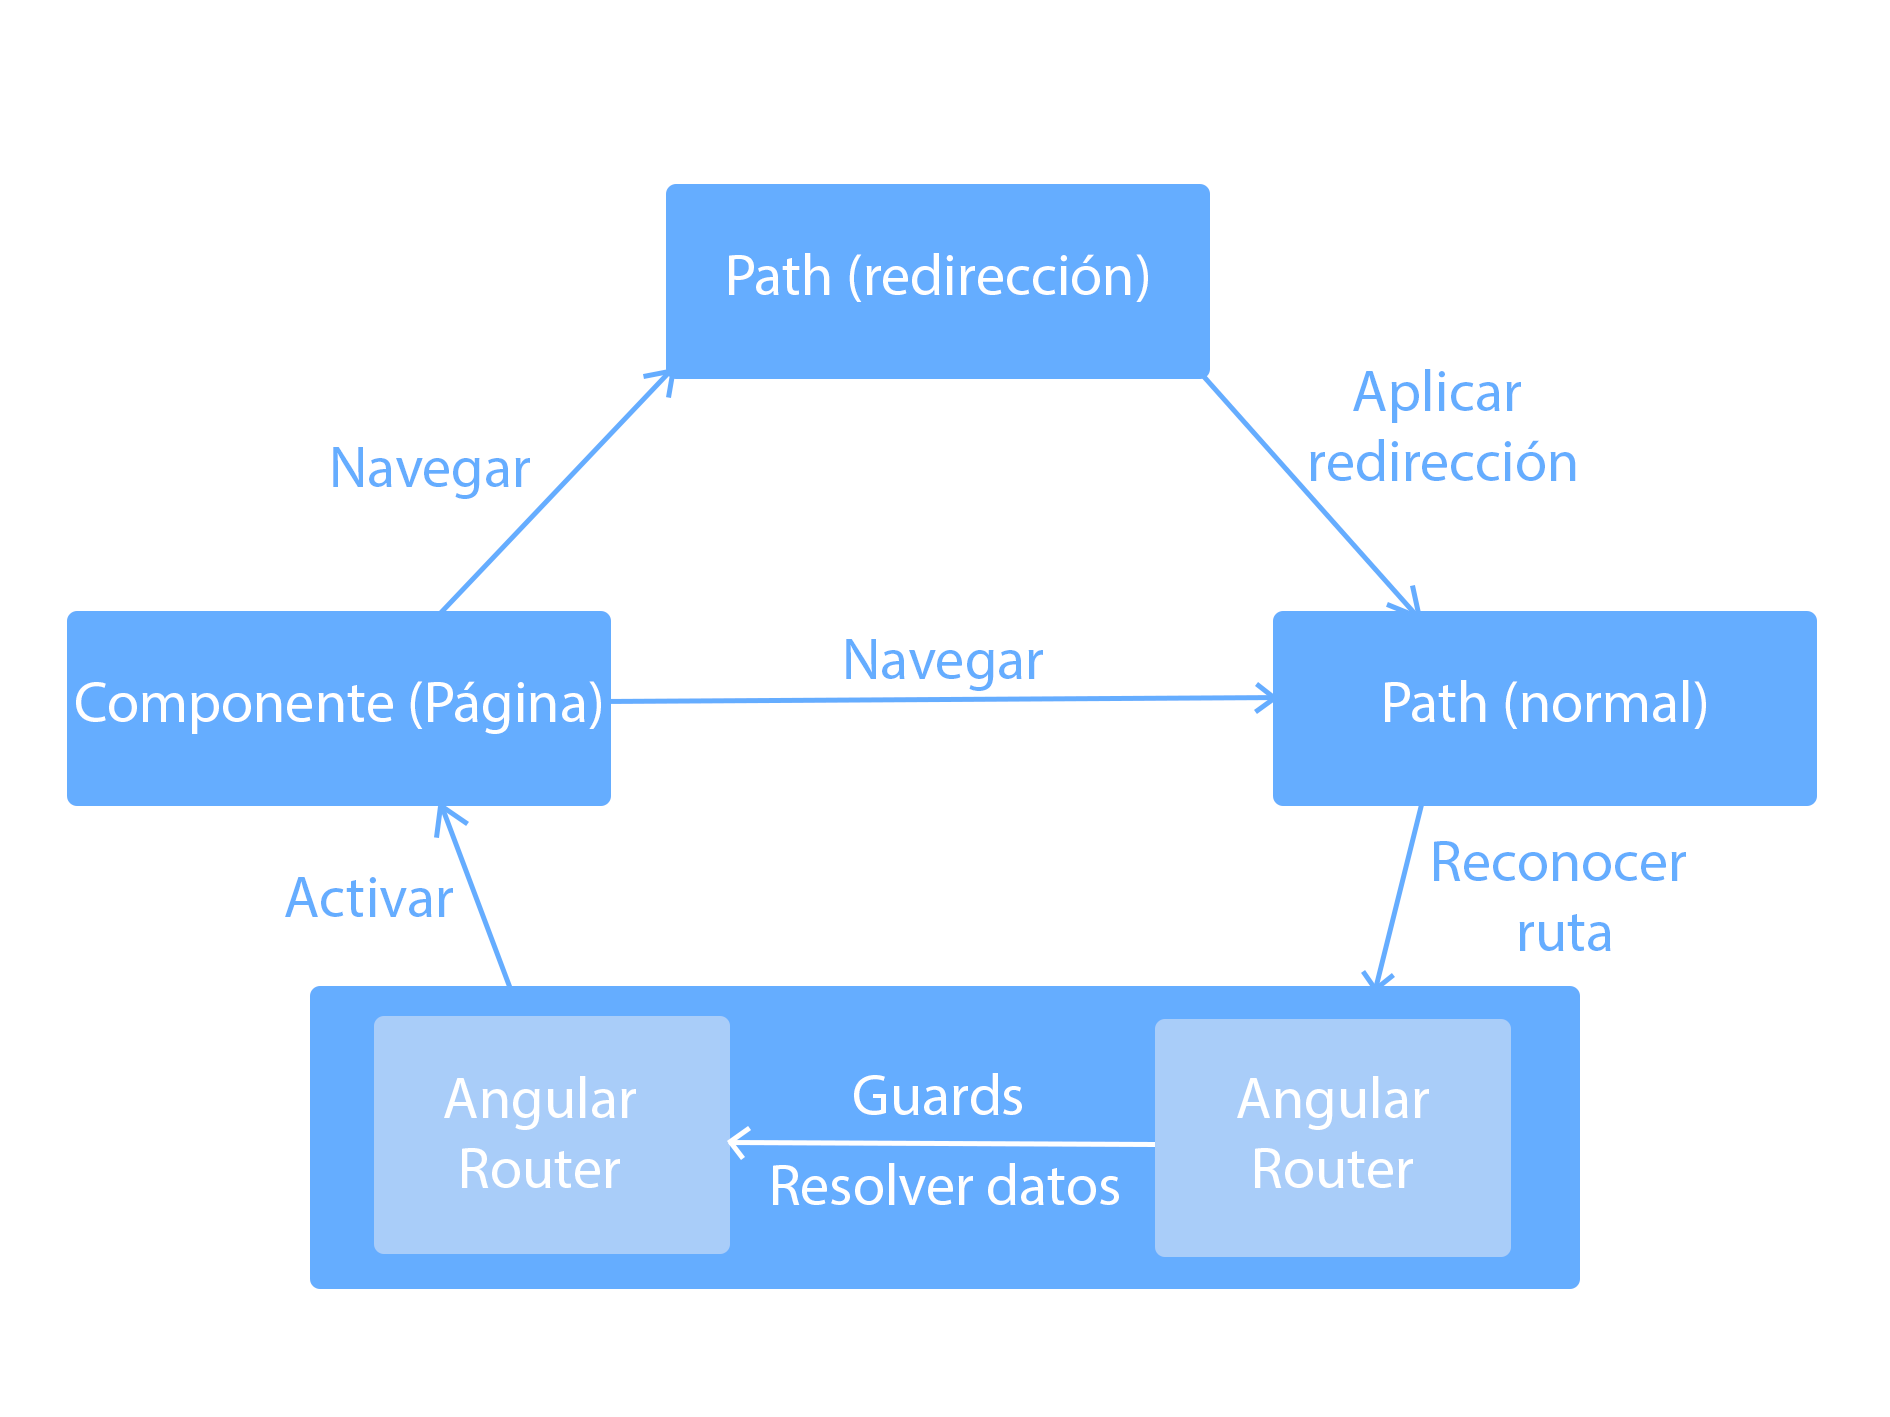 Path (redirección)
Aplicar
redirección
Navegar
Navegar
Componente (Página)
Path (normal)
Reconocer
ruta
Activar
Angular
Router
Guards
Resolver datos
Angular
Router